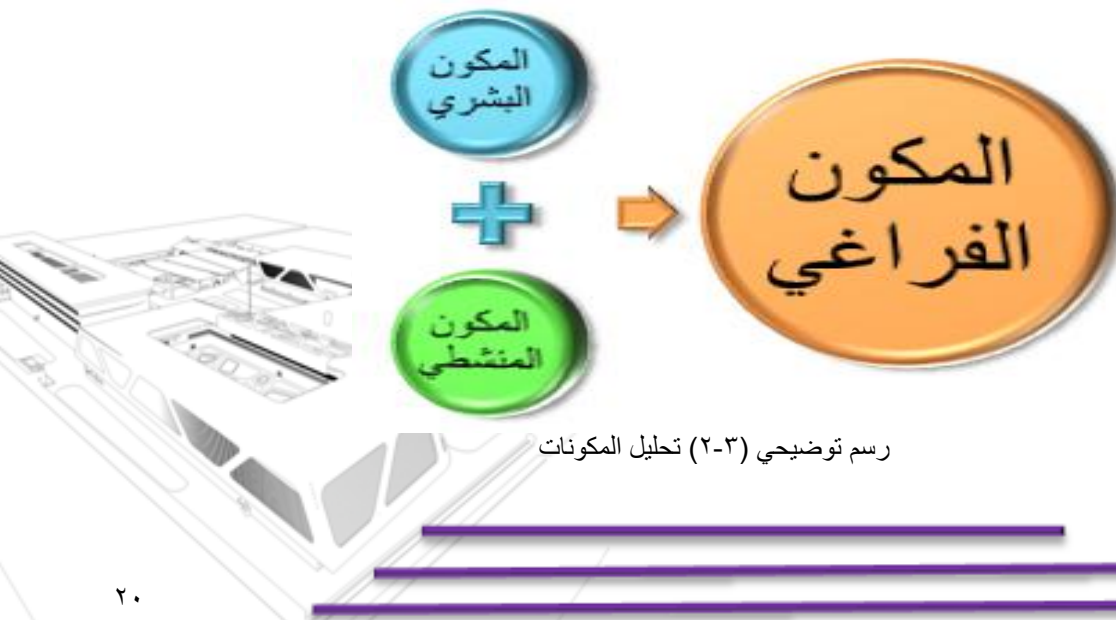 المكون
البشري
المكون
الفراغي
المكون
المنشطي
رسم توضيحي (٣-٢) تحليل المكونات
٢٠